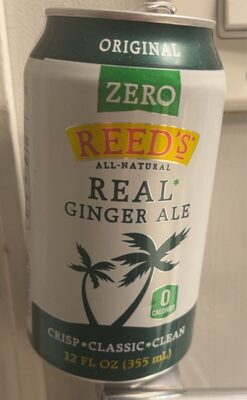 ORIGINAL
ZERO
REED'S®
ALL-NATURAL
REAL*
GINGER ALE
0
CALORIES
CRISP*CLASSIC*CLEAN
12 FL OZ (355 mL)